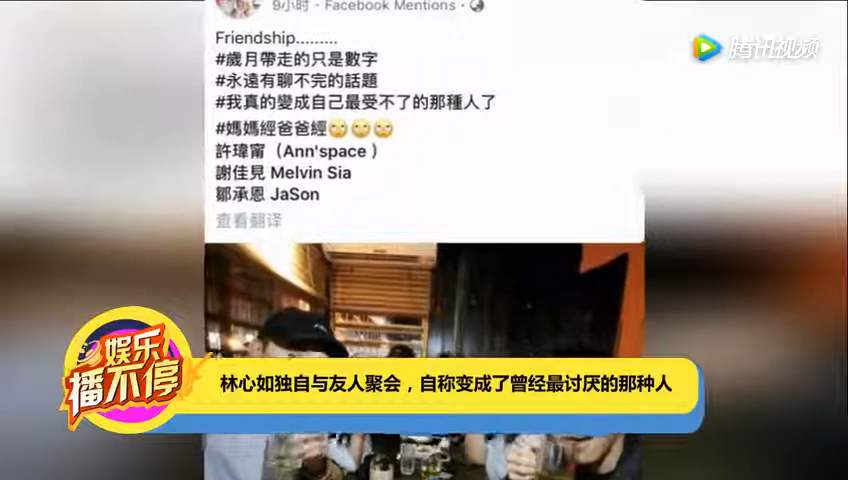 9小时 · Facebook Mentions ·
腾讯视频
Friendship.........
#歲月帶走的只是數字
#永遠有聊不完的話題
#我真的變成自己最受不了的那種人了
#媽媽經爸爸經🙄🙄🙄
許瑋甯（Ann'space ）
謝佳見 Melvin Sia
鄒承恩 JaSon
查看翻译
娱乐
播不停
林心如独自与友人聚会，自称变成了曾经最讨厌的那种人